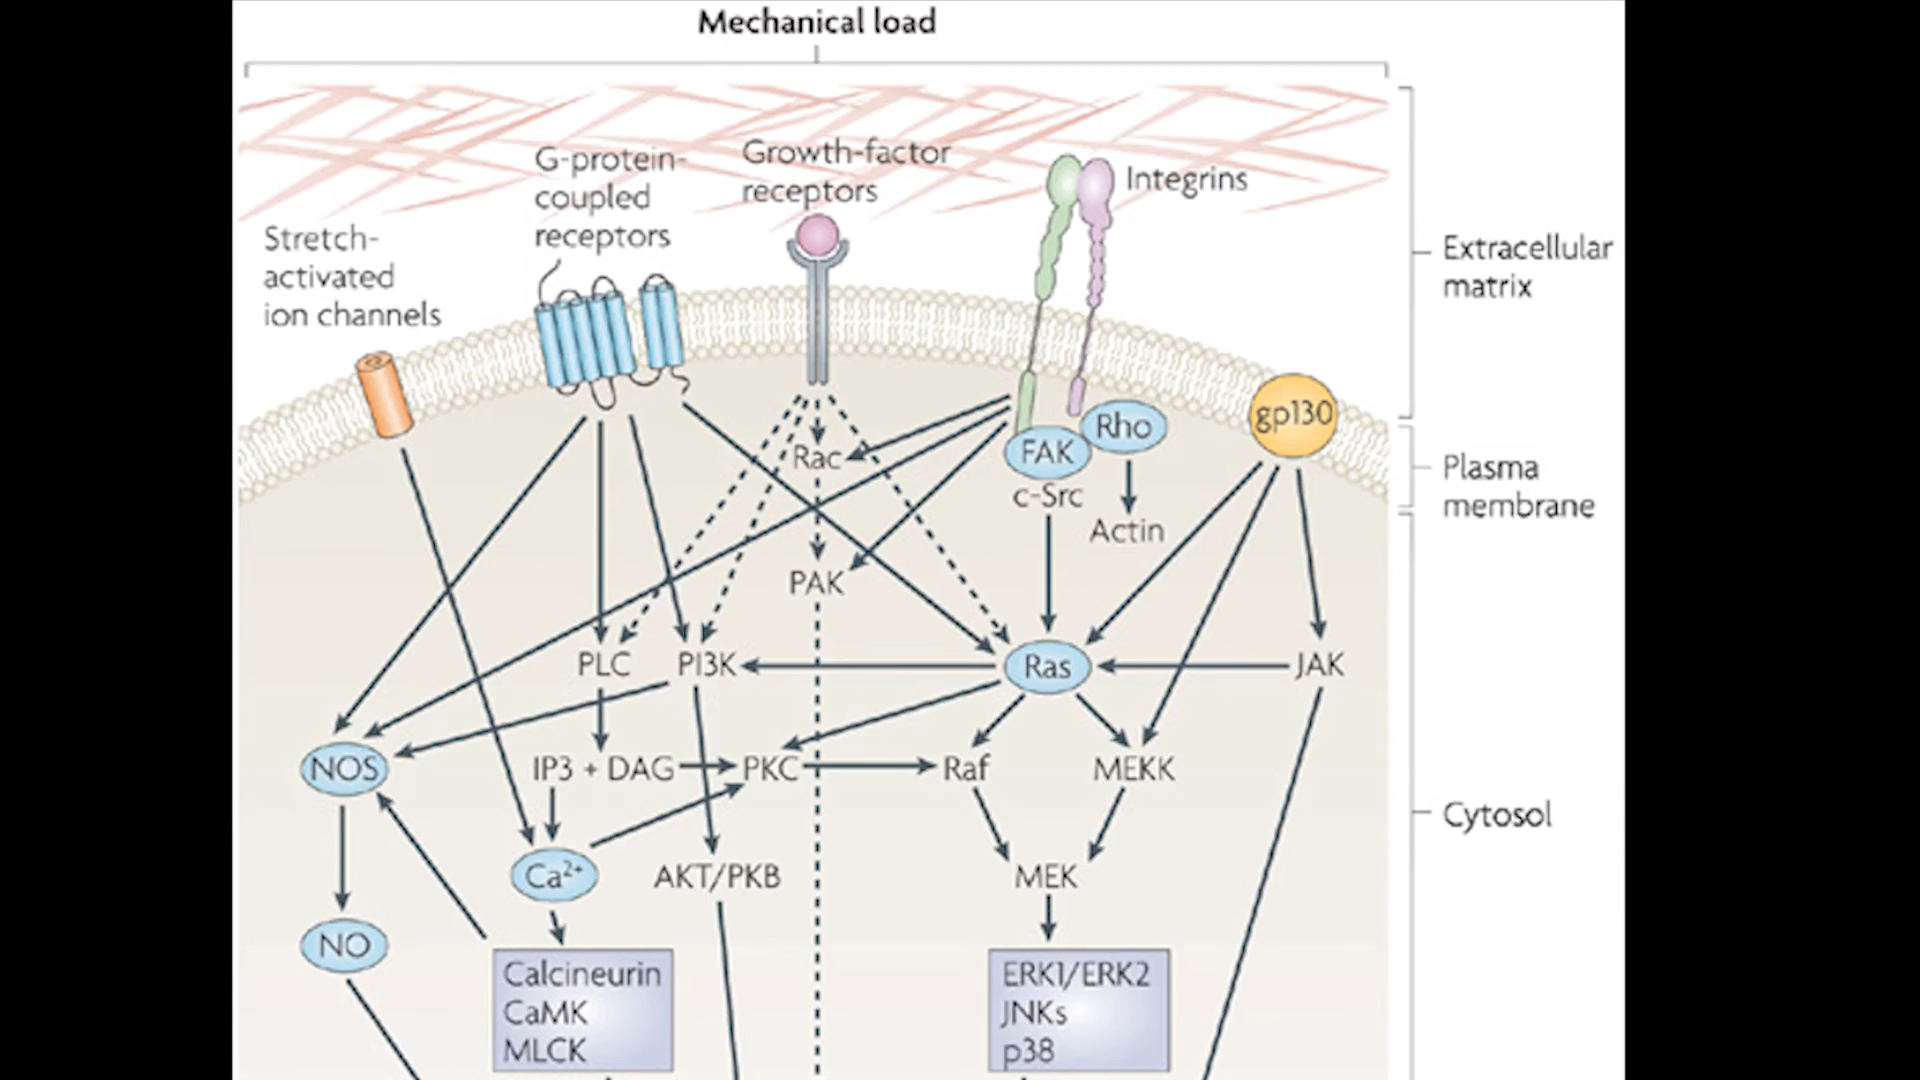 Mechanical load
G-protein-
coupled
receptors
Growth-factor
receptors
Integrins
Stretch-
activated
ion channels
Extracellular
matrix
gp130
Rho
FAK
Rac
c-Src
Actin
Plasma
membrane
PAK
PLC
PI3K
Ras
JAK
NOS
IP3 + DAG
PKC
Raf
MEKK
Cytosol
Ca²⁺
AKT/PKB
MEK
NO
Calcineurin
CaMK
MLCK
ERK1/ERK2
JNKs
p38